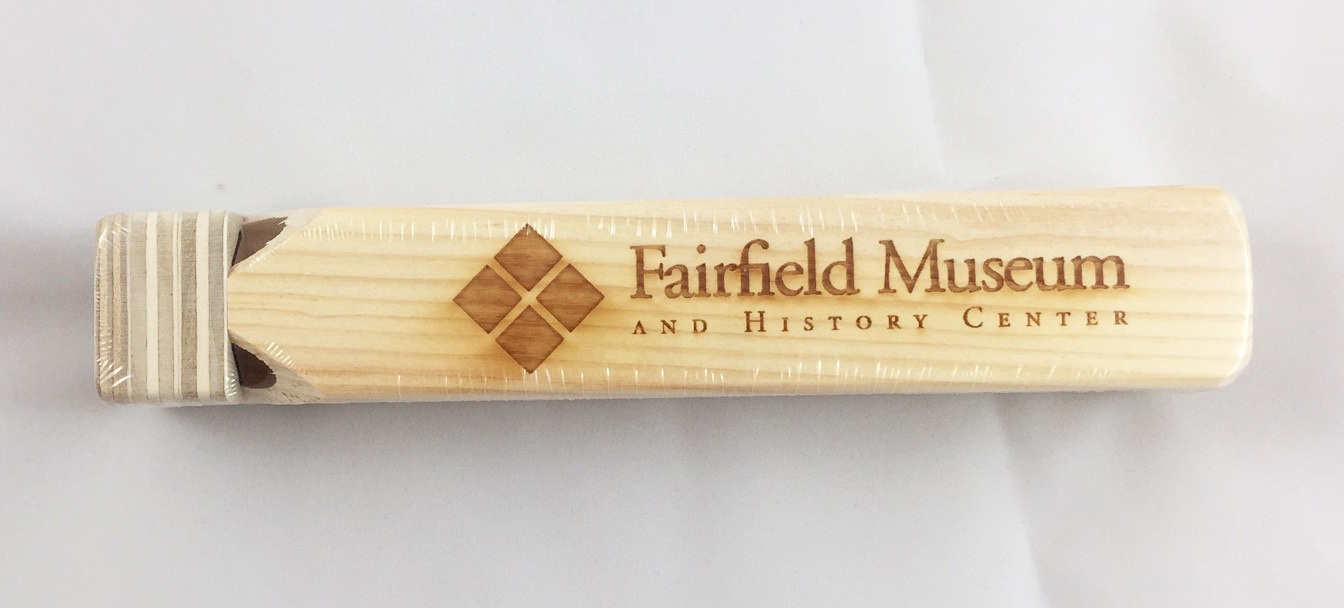 Fairfield Museum
AND HISTORY CENTER